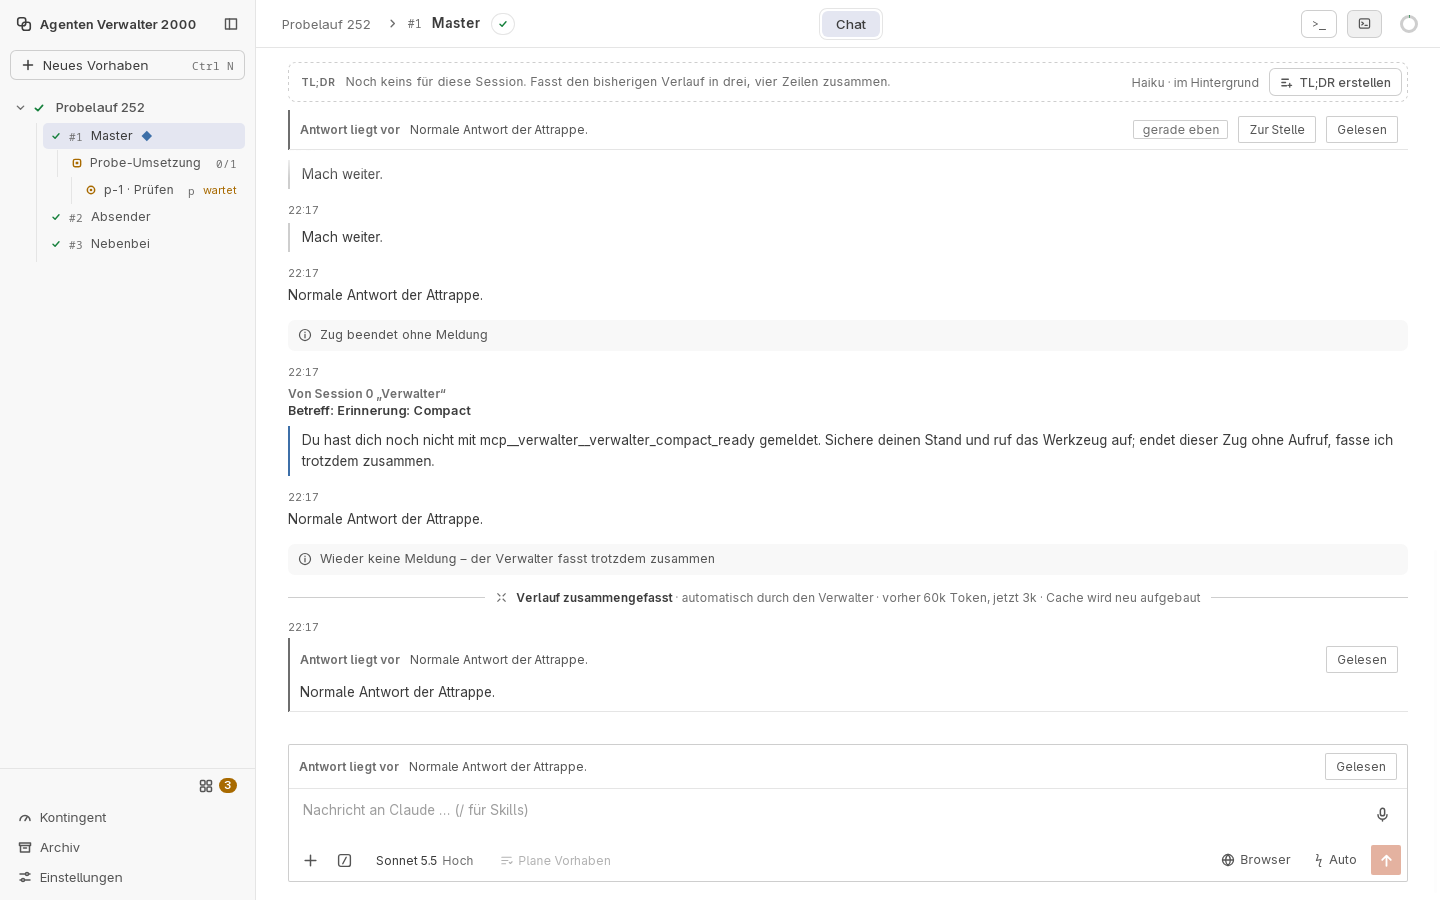 Agenten Verwalter 2000
Neues Vorhaben Ctrl N
Probelauf 252
#1 Master
Probe-Umsetzung 0/1
p-1 · Prüfen p wartet
#2 Absender
#3 Nebenbei
3
Kontingent
Archiv
Einstellungen
Probelauf 252 > #1 Master
Chat
>_
TL;DR Noch keins für diese Session. Fasst den bisherigen Verlauf in drei, vier Zeilen zusammen. Haiku · im Hintergrund TL;DR erstellen
Antwort liegt vor Normale Antwort der Attrappe. gerade eben Zur Stelle Gelesen
Mach weiter.
22:17
Mach weiter.
22:17
Normale Antwort der Attrappe.
Zug beendet ohne Meldung
22:17
Von Session 0 „Verwalter“
Betreff: Erinnerung: Compact
Du hast dich noch nicht mit mcp__verwalter__verwalter_compact_ready gemeldet. Sichere deinen Stand und ruf das Werkzeug auf; endet dieser Zug ohne Aufruf, fasse ich
trotzdem zusammen.
22:17
Normale Antwort der Attrappe.
Wieder keine Meldung – der Verwalter fasst trotzdem zusammen
Verlauf zusammengefasst · automatisch durch den Verwalter · vorher 60k Token, jetzt 3k · Cache wird neu aufgebaut
22:17
Antwort liegt vor Normale Antwort der Attrappe. Gelesen
Normale Antwort der Attrappe.
Antwort liegt vor Normale Antwort der Attrappe. Gelesen
Nachricht an Claude … (/ für Skills)
Sonnet 5.5 Hoch Plane Vorhaben Browser Auto